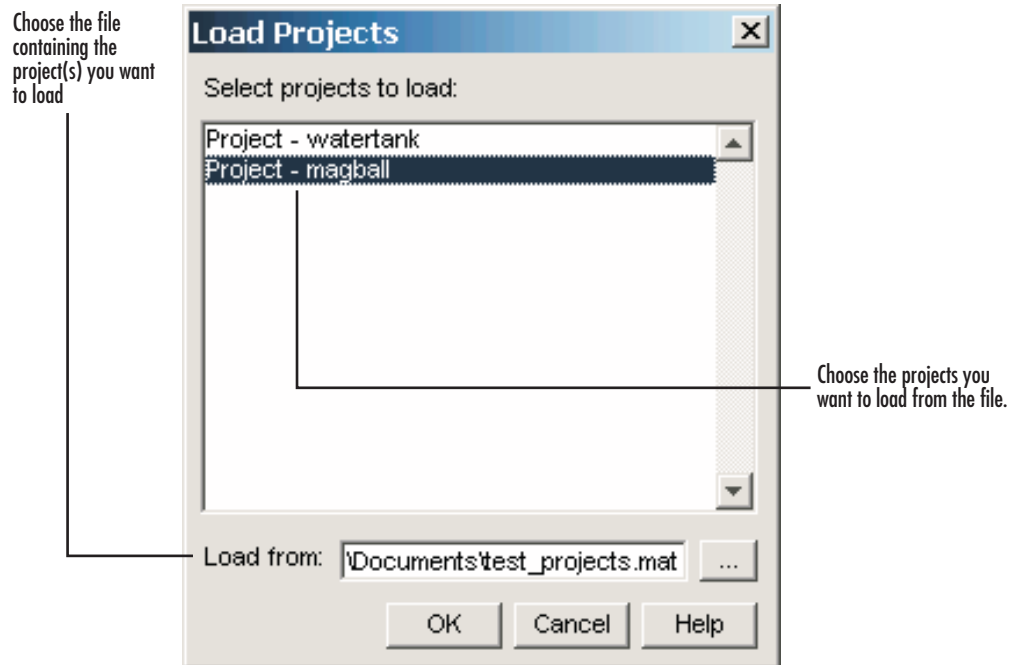 Choose the file
containing the
project(s) you want
to load
Load Projects
Select projects to load:
Project - watertank
Project - magball
Choose the projects you
want to load from the file.
Load from:
\Documents\test_projects.mat
...
OK
Cancel
Help